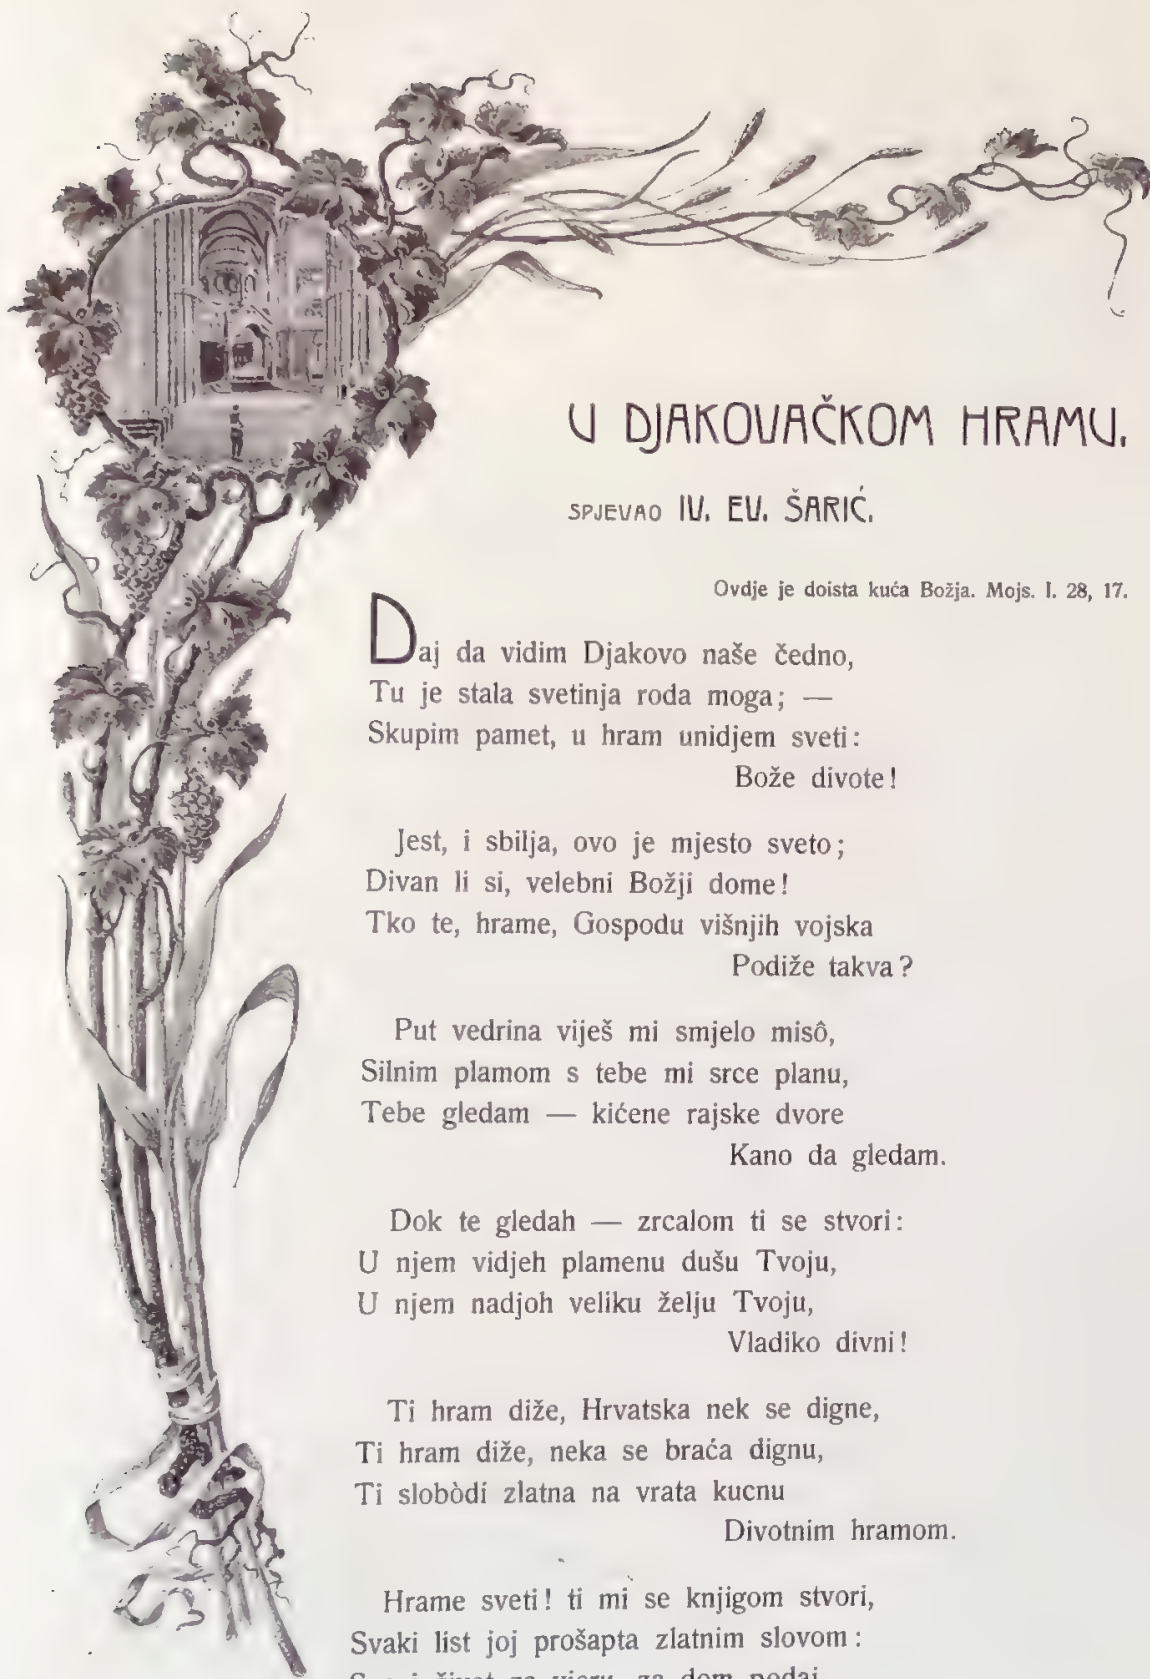 U DJAKOVAČKOM HRAMU.
SPJEVAO IV. EV. ŠARIĆ.
Ovdje je doista kuća Božja. Mojs. I. 28, 17.
Daj da vidim Djakovo naše čedno,
Tu je stala svetinja roda moga; —
Skupim pamet, u hram unidjem sveti:
Bože divote!
Jest, i sbilja, ovo je mjesto sveto;
Divan li si, velebni Božji dome!
Tko te, hrame, Gospodu višnjih vojska
Podiže takva?
Put vedrina viješ mi smjelo misô,
Silnim plamom s tebe mi srce planu,
Tebe gledam — kićene rajske dvore
Kano da gledam.
Dok te gledah — zrcalom ti se stvori:
U njem vidjeh plamenu dušu Tvoju,
U njem nadjoh veliku želju Tvoju,
Vladiko divni!
Ti hram diže, Hrvatska nek se digne,
Ti hram diže, neka se braća dignu,
Ti slobòdi zlatna na vrata kucnu
Divotnim hramom.
Hrame sveti! ti mi se knjigom stvori,
Svaki list joj prošapta zlatnim slovom:
život za vjeru, za dom podaj